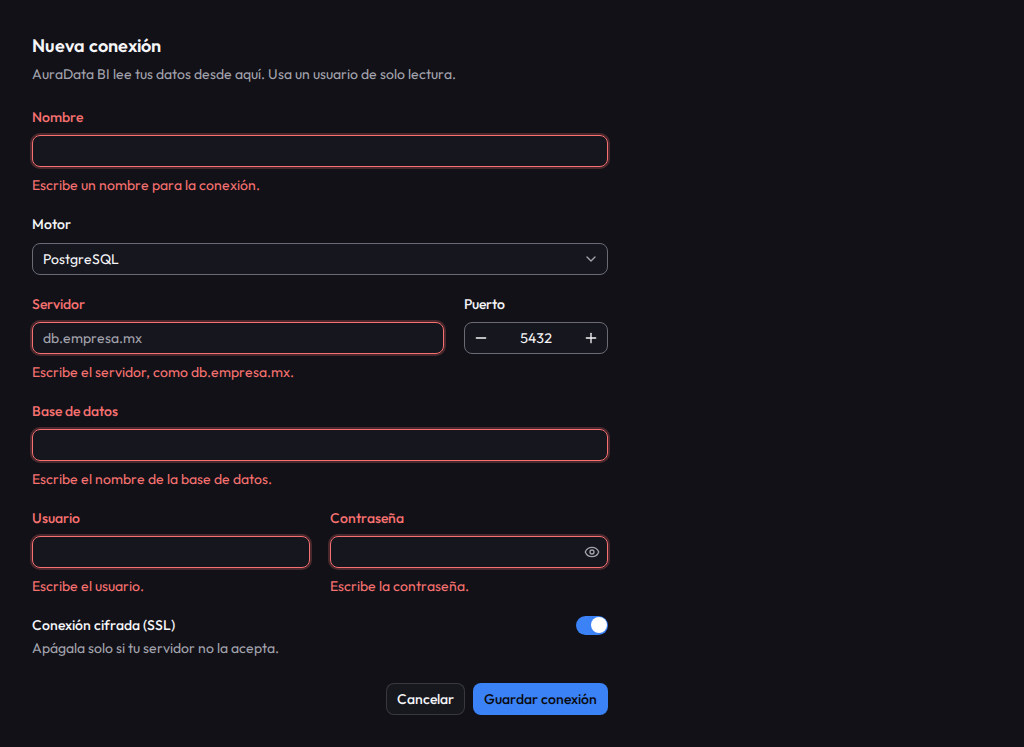 Nueva conexión
AuraData BI lee tus datos desde aquí. Usa un usuario de solo lectura.
Nombre
Escribe un nombre para la conexión.
Motor
PostgreSQL
Servidor
Puerto
db.empresa.mx
5432
Escribe el servidor, como db.empresa.mx.
Base de datos
Escribe el nombre de la base de datos.
Usuario
Contraseña
Escribe el usuario.
Escribe la contraseña.
Conexión cifrada (SSL)
Apágala solo si tu servidor no la acepta.
Cancelar
Guardar conexión